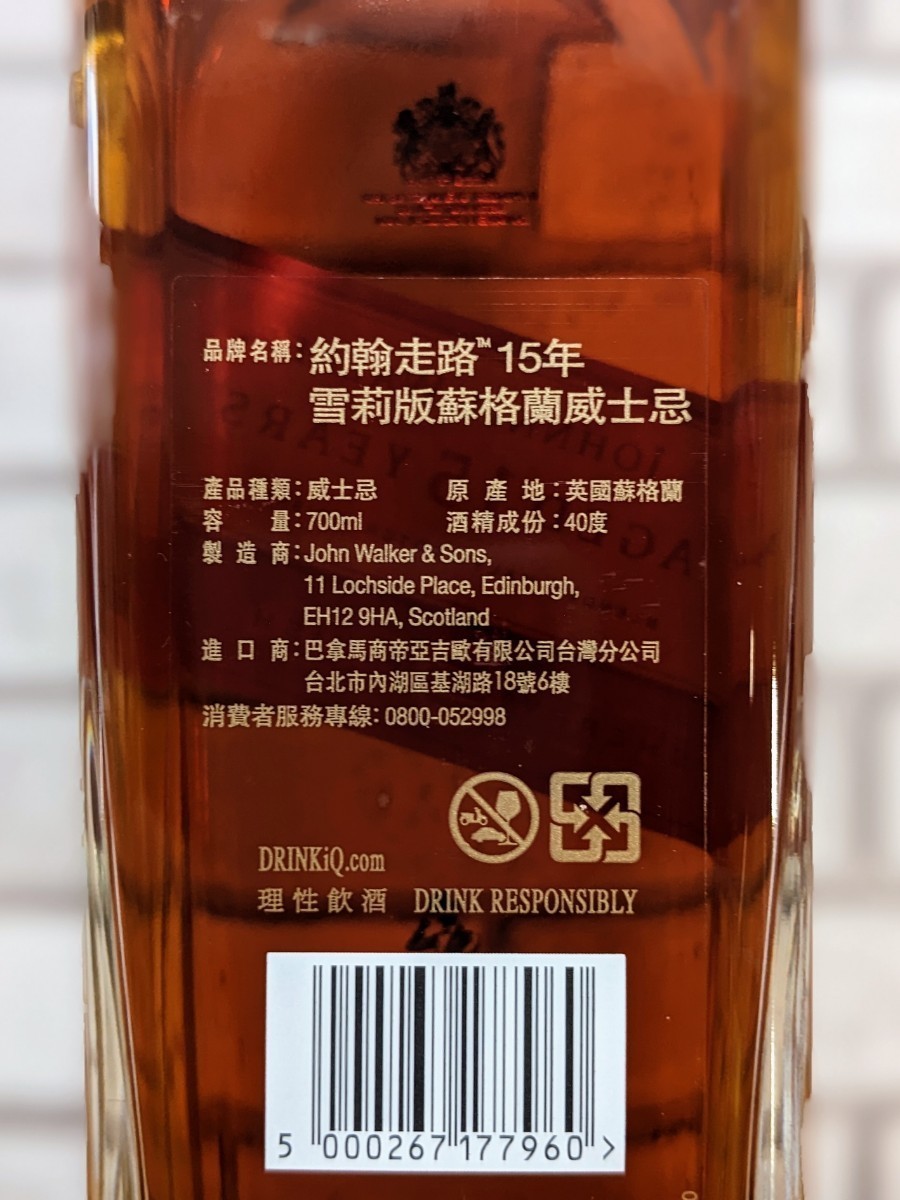 品牌名稱：約翰走路™ 15年
雪莉版蘇格蘭威士忌
產品種類：威士忌 原產地：英國蘇格蘭
容量：700ml 酒精成份：40度
製造商：John Walker & Sons,
11 Lochside Place, Edinburgh,
EH12 9HA, Scotland
進口商：巴拿馬商帝亞吉歐有限公司台灣分公司
台北市內湖區基湖路18號6樓
消費者服務專線：0800-052998
DRINKiQ.com
理性飲酒 DRINK RESPONSIBLY
5 000267 177960 >